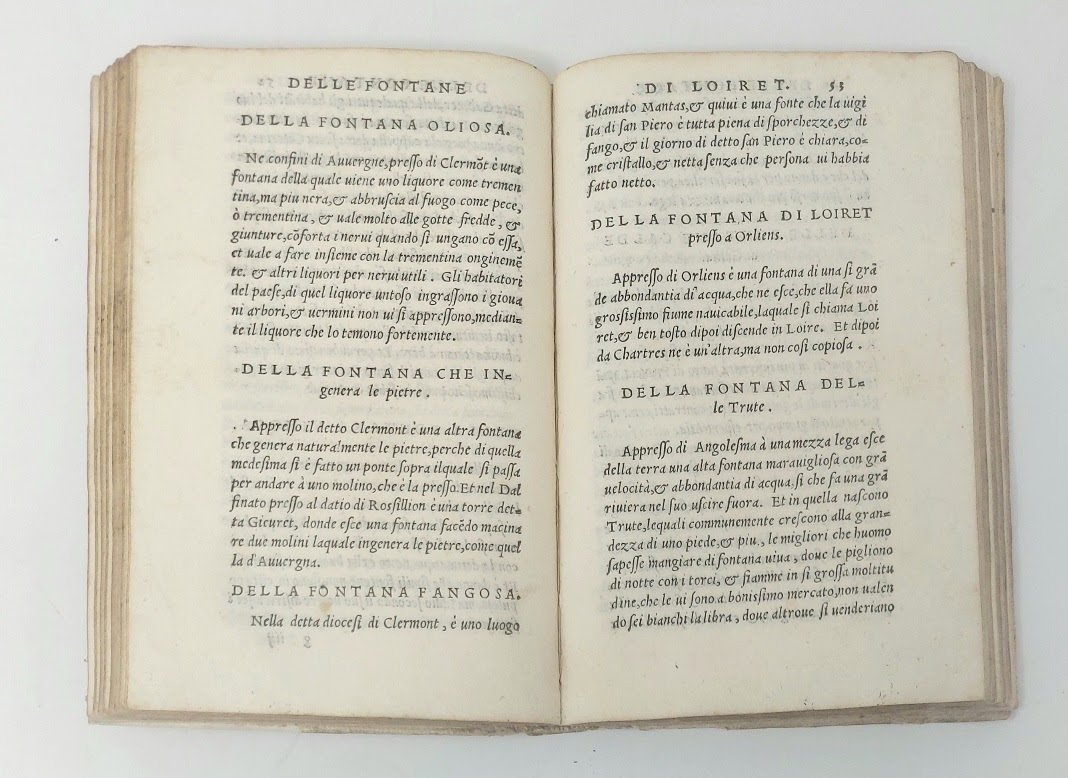 DELLE FONTANE
DELLA FONTANA OLIOSA.
Ne confini di Auuergne, presso di Clermõt è una
fontana della quale uiene uno liquore come tremen
tina, ma piu nera, & abbruscia al fuogo come pece,
ò trementina, & uale molto alle gotte fredde, &
giunture, cõforta i nerui quando si ungano cõ essa,
et uale a fare insieme con la trementina onginemẽ
te. & altri liquori per nerui utili. Gli habitatori
del paese, di quel liquore untoso ingrassono i gioua
ni arbori, & uermini non ui si appressono, median-
te il liquore che lo temono fortemente.
DELLA FONTANA CHE IN=
genera le pietre.
Appresso il detto Clermont è una altra fontana
che genera naturalmente le pietre, perche di quella
medesima si è fatto un ponte sopra ilquale si passa
per andare à uno molino, che è la presso. Et nel Dal
finato presso al datio di Rossillion è una torre det=
ta Gieuret, donde esce una fontana facẽdo macina
re due molini laquale ingenera le pietre, come quel
la d'Auuergna.
DELLA FONTANA FANGOSA.
Nella detta diocesi di Clermont, è uno luogo
g iij
DI LOIRET. 53
chiamato Mantas, & quiui è una fonte che la uigi
lia di san Piero è tutta piena di sporchezze, & di
fango, & il giorno di detto san Piero è chiara, co=
me cristallo, & netta senza che persona ui habbia
fatto netto.
DELLA FONTANA DI LOIRET
presso a Orliens.
Appresso di Orliens è una fontana di una si grã
de abbondantia di acqua, che ne esce, che ella fa uno
grossissimo fiume nauicabile, laquale si chiama Loi
ret, & ben tosto dipoi discende in Loire. Et dipoi
da Chartres ne è un'altra, ma non cosi copiosa.
DELLA FONTANA DEL=
le Trute.
Appresso di Angolesma à una mezza lega esce
della terra una alta fontana marauigliosa con grã
uelocità, & abbondantia di acqua. si che fa una grã
riuiera nel suo uscire fuora. Et in quella nascono
Trute, lequali communemente crescono alla gran=
dezza di uno piede, & piu, le migliori che huomo
sapesse mangiare di fontana uiua, doue le pigliono
di notte con i torci, & fiamme in si grossa moltitu
dine, che le ui sono a bonissimo mercato, non ualen
do sei bianchi la libra, doue altroue si uenderiano